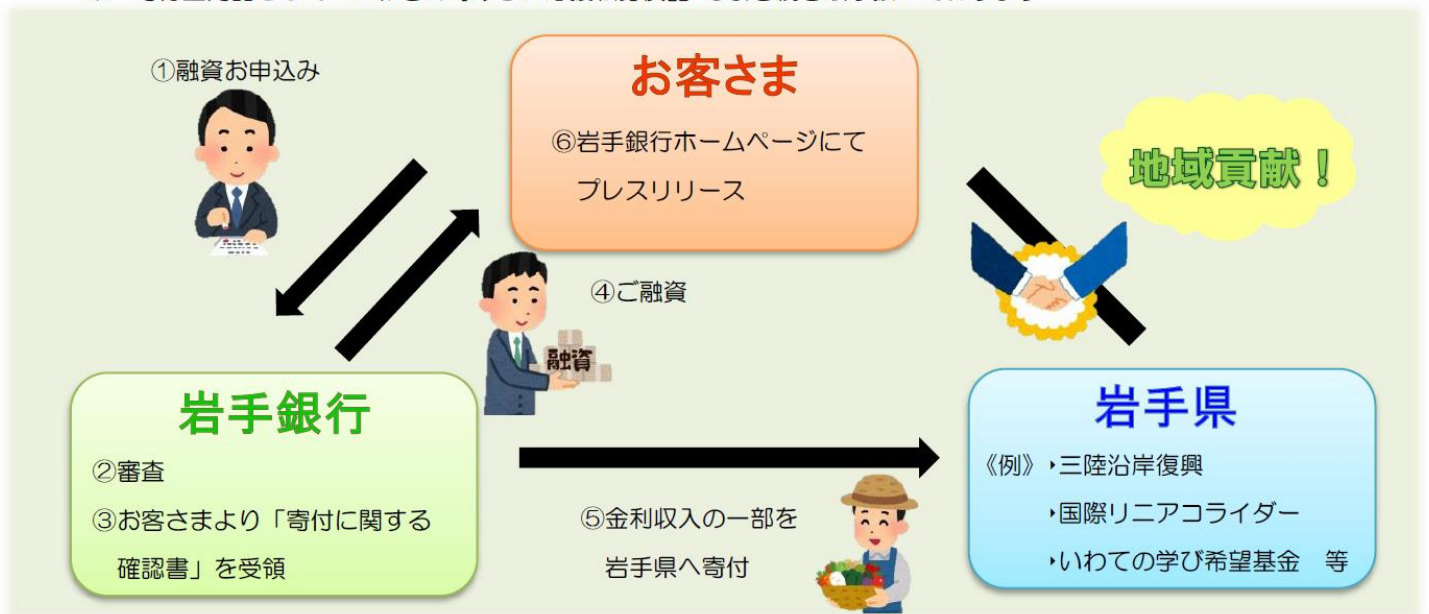 ①融資お申込み
お客さま
⑥岩手銀行ホームページにて
プレスリリース
地域貢献！
④ご融資
融資
岩手銀行
②審査
③お客さまより「寄付に関する
確認書」を受領
⑤金利収入の一部を
岩手県へ寄付
岩手県
《例》‣三陸沿岸復興
‣国際リニアコライダー
‣いわての学び希望基金　等